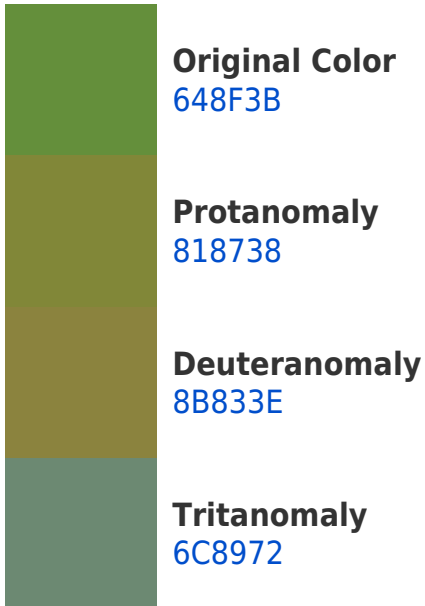 Original Color
648F3B
Protanomaly
818738
Deuteranomaly
8B833E
Tritanomaly
6C8972